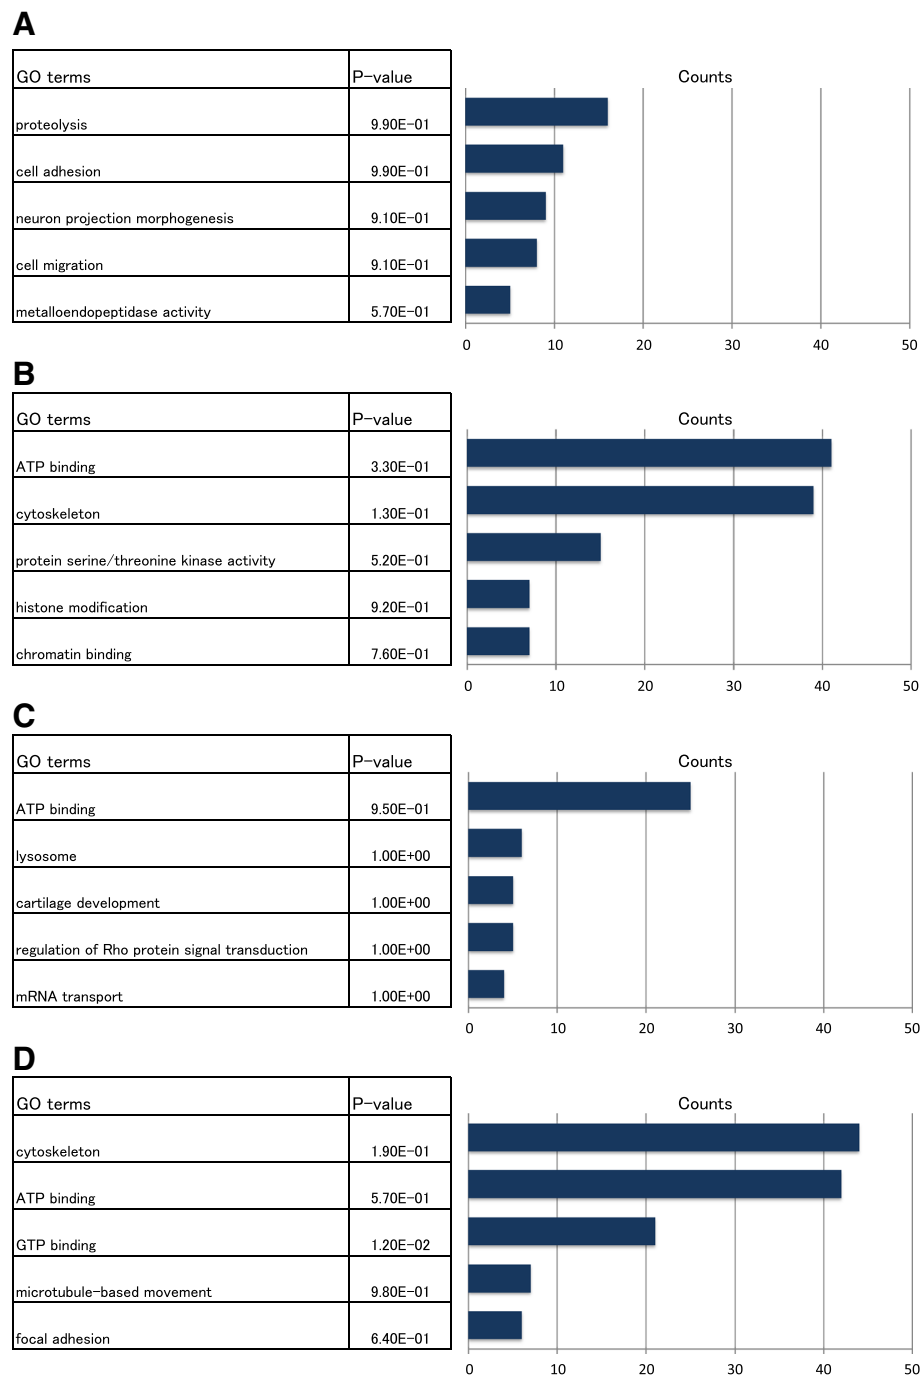 A
GO terms P-value Counts
proteolysis 9.90E-01
cell adhesion 9.90E-01
neuron projection morphogenesis 9.10E-01
cell migration 9.10E-01
metalloendopeptidase activity 5.70E-01
0 10 20 30 40 50
B
GO terms P-value Counts
ATP binding 3.30E-01
cytoskeleton 1.30E-01
protein serine/threonine kinase activity 5.20E-01
histone modification 9.20E-01
chromatin binding 7.60E-01
0 10 20 30 40 50
C
GO terms P-value Counts
ATP binding 9.50E-01
lysosome 1.00E+00
cartilage development 1.00E+00
regulation of Rho protein signal transduction 1.00E+00
mRNA transport 1.00E+00
0 10 20 30 40 50
D
GO terms P-value Counts
cytoskeleton 1.90E-01
ATP binding 5.70E-01
GTP binding 1.20E-02
microtubule-based movement 9.80E-01
focal adhesion 6.40E-01
0 10 20 30 40 50